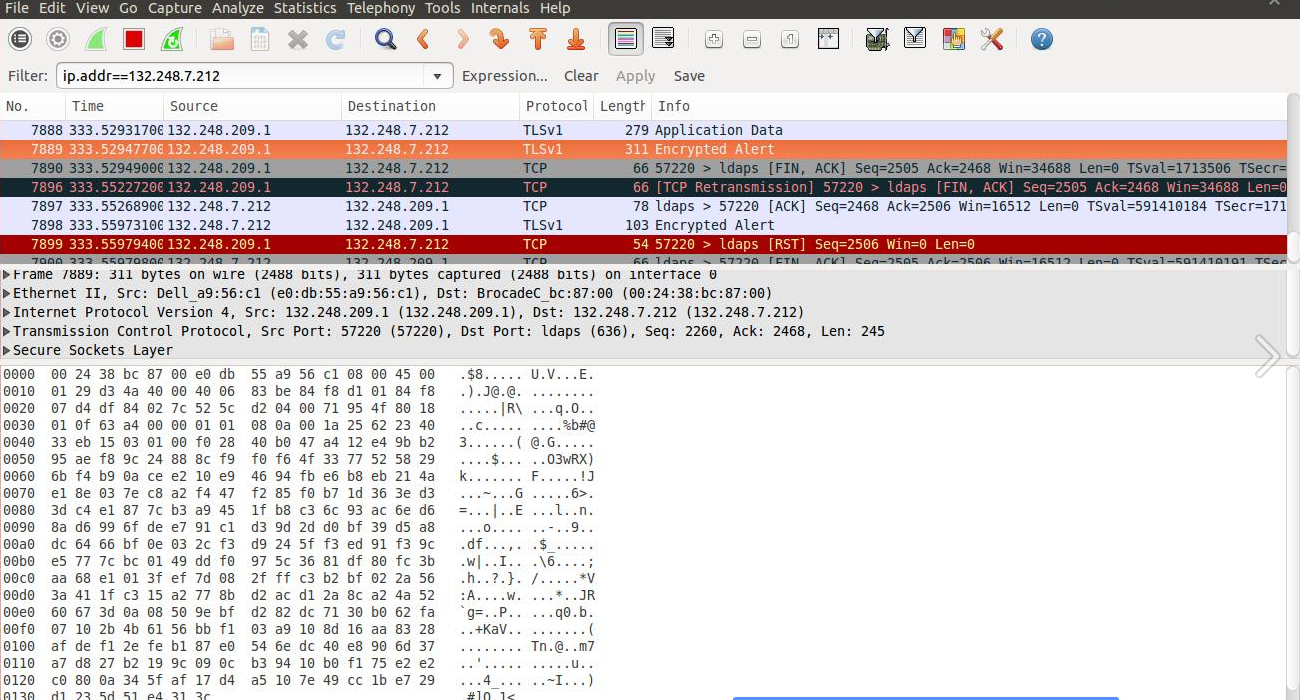 File Edit View Go Capture Analyze Statistics Telephony Tools Internals Help
Filter: ip.addr==132.248.7.212 Expression... Clear Apply Save
No. Time Source Destination Protocol Length Info
7888 333.52931700 132.248.209.1 132.248.7.212 TLSv1 279 Application Data
7889 333.52947700 132.248.209.1 132.248.7.212 TLSv1 311 Encrypted Alert
7890 333.52949000 132.248.209.1 132.248.7.212 TCP 66 57220 > ldaps [FIN, ACK] Seq=2505 Ack=2468 Win=34688 Len=0 TSval=1713506 TSecr=
7896 333.55227200 132.248.209.1 132.248.7.212 TCP 66 [TCP Retransmission] 57220 > ldaps [FIN, ACK] Seq=2505 Ack=2468 Win=34688 Len=0
7897 333.55268900 132.248.7.212 132.248.209.1 TCP 78 ldaps > 57220 [ACK] Seq=2468 Ack=2506 Win=16512 Len=0 TSval=591410184 TSecr=171
7898 333.55973100 132.248.7.212 132.248.209.1 TLSv1 103 Encrypted Alert
7899 333.55979400 132.248.209.1 132.248.7.212 TCP 54 57220 > ldaps [RST] Seq=2506 Win=0 Len=0
7900 333.55979800 132.248.7.212 132.248.209.1 TCP 66 ldaps > 57220 [FIN, ACK] Seq=2505 Ack=2506 Win=16512 Len=0 TSval=591410191 TSec
Frame 7889: 311 bytes on wire (2488 bits), 311 bytes captured (2488 bits) on interface 0
Ethernet II, Src: Dell_a9:56:c1 (e0:db:55:a9:56:c1), Dst: BrocadeC_bc:87:00 (00:24:38:bc:87:00)
Internet Protocol Version 4, Src: 132.248.209.1 (132.248.209.1), Dst: 132.248.7.212 (132.248.7.212)
Transmission Control Protocol, Src Port: 57220 (57220), Dst Port: ldaps (636), Seq: 2260, Ack: 2468, Len: 245
Secure Sockets Layer
0000 00 24 38 bc 87 00 e0 db 55 a9 56 c1 08 00 45 00 .$8..... U.V...E.
0010 01 29 d3 4a 40 00 40 06 83 be 84 f8 d1 01 84 f8 .).J@.@. ........
0020 07 d4 df 84 02 7c 52 5c d2 04 00 71 95 4f 80 18 .....|R\ ...q.O..
0030 01 0f 63 a4 00 00 01 01 08 0a 00 1a 25 62 23 40 ..c..... ....%b#@
0040 33 eb 15 03 01 00 f0 28 40 b0 47 a4 12 e4 9b b2 3......( @.G.....
0050 95 ae f8 9c 24 88 8c f9 f0 f6 4f 33 77 52 58 29 ....$... ..O3wRX)
0060 6b f4 b9 0a ce e2 10 e9 46 94 fb e6 b8 eb 21 4a k....... F.....!J
0070 e1 8e 03 7e c8 a2 f4 47 f2 85 f0 b7 1d 36 3e d3 ...~...G .....6>.
0080 3d c4 e1 87 7c b3 a9 45 1f b8 c3 6c 93 ac 6e d6 =...|..E ...l..n.
0090 8a d6 99 6f de e7 91 c1 d3 9d 2d d0 bf 39 d5 a8 ...o.... ..-..9..
00a0 dc 64 66 bf 0e 03 2c f3 d9 24 5f f3 ed 91 f3 9c .df...,. .$_.....
00b0 e5 77 7c bc 01 49 dd f0 97 5c 36 81 df 80 fc 3b .w|..I.. .\6....;
00c0 aa 68 e1 01 3f ef 7d 08 2f ff c3 b2 bf 02 2a 56 .h..?.}. /.....*V
00d0 3a 41 1f c3 15 a2 77 8b d2 ac d1 2a 8c a2 4a 52 :A....w. ...*..JR
00e0 60 67 3d 0a 08 50 9e bf d2 82 dc 71 30 b0 62 fa `g=..P.. ...q0.b.
00f0 07 10 2b 4b 61 56 bb f1 03 a9 10 8d 16 aa 83 28 ..+KaV.. .......(
0100 af de f1 2e fe b1 87 e0 54 6e dc 40 e8 90 6d 37 ........ Tn.@..m7
0110 a7 d8 27 b2 19 9c 09 0c b3 94 10 b0 f1 75 e2 e2 ..'..... .....u..
0120 c0 80 0a 34 5f af 17 d4 a5 10 7e 49 cc 1b e7 29 ...4_... ..~I...)
0130 d1 23 5d 51 e4 31 3c .#]Q.1<